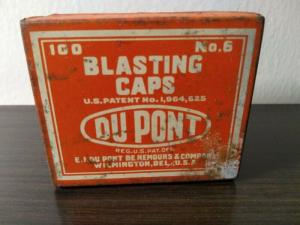 100 No.6
BLASTING
CAPS
U.S. PATENT No. 1,964,825
DU PONT
REG. U.S. PAT. OFF.
E.I. DU PONT DE NEMOURS & COMPANY
WILMINGTON, DEL., U.S.A.